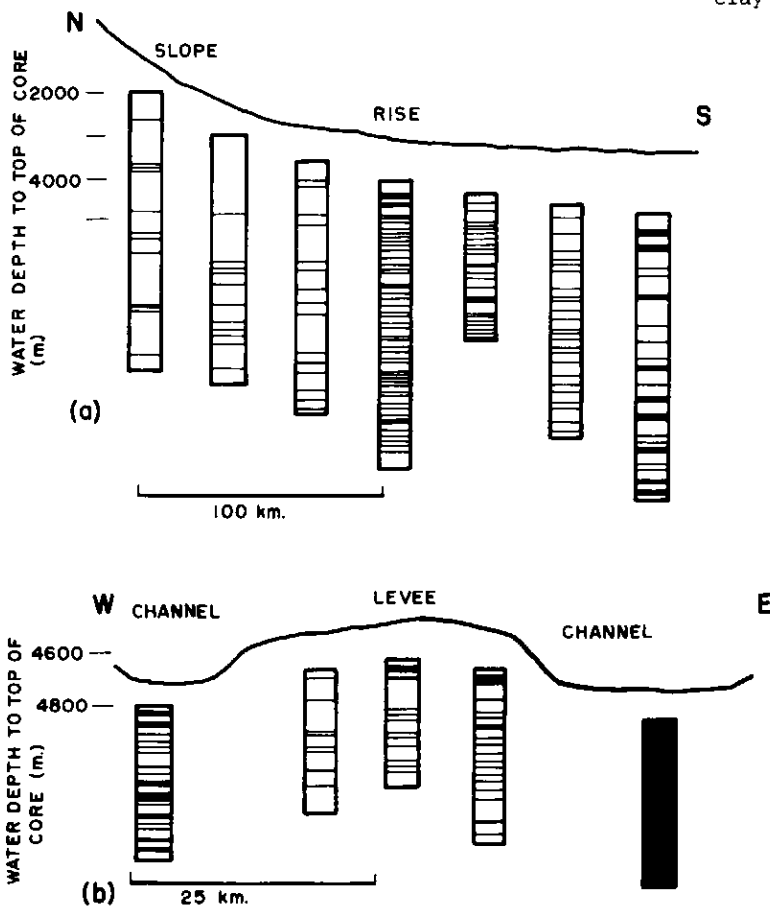 clay
N
SLOPE
RISE
S
WATER DEPTH TO TOP OF CORE
(m)
2000
4000
(a)
100 km.
W
CHANNEL
LEVEE
CHANNEL
E
WATER DEPTH TO TOP OF
CORE (m.)
4600
4800
(b)
25 km.